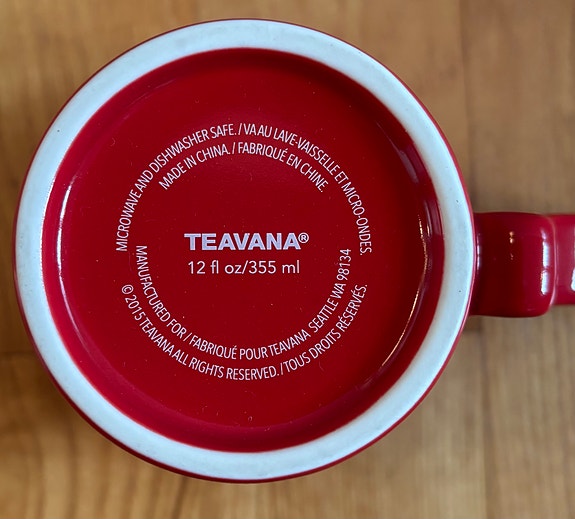 MICROWAVE AND DISHWASHER SAFE. / VA AU LAVE-VAISSELLE ET MICRO-ONDES.
MADE IN CHINA. / FABRIQUÉ EN CHINE
TEAVANA®
12 fl oz/355 ml
MANUFACTURED FOR / FABRIQUÉ POUR TEAVANA SEATTLE WA 98134
© 2015 TEAVANA ALL RIGHTS RESERVED. / TOUS DROITS RÉSERVÉS.